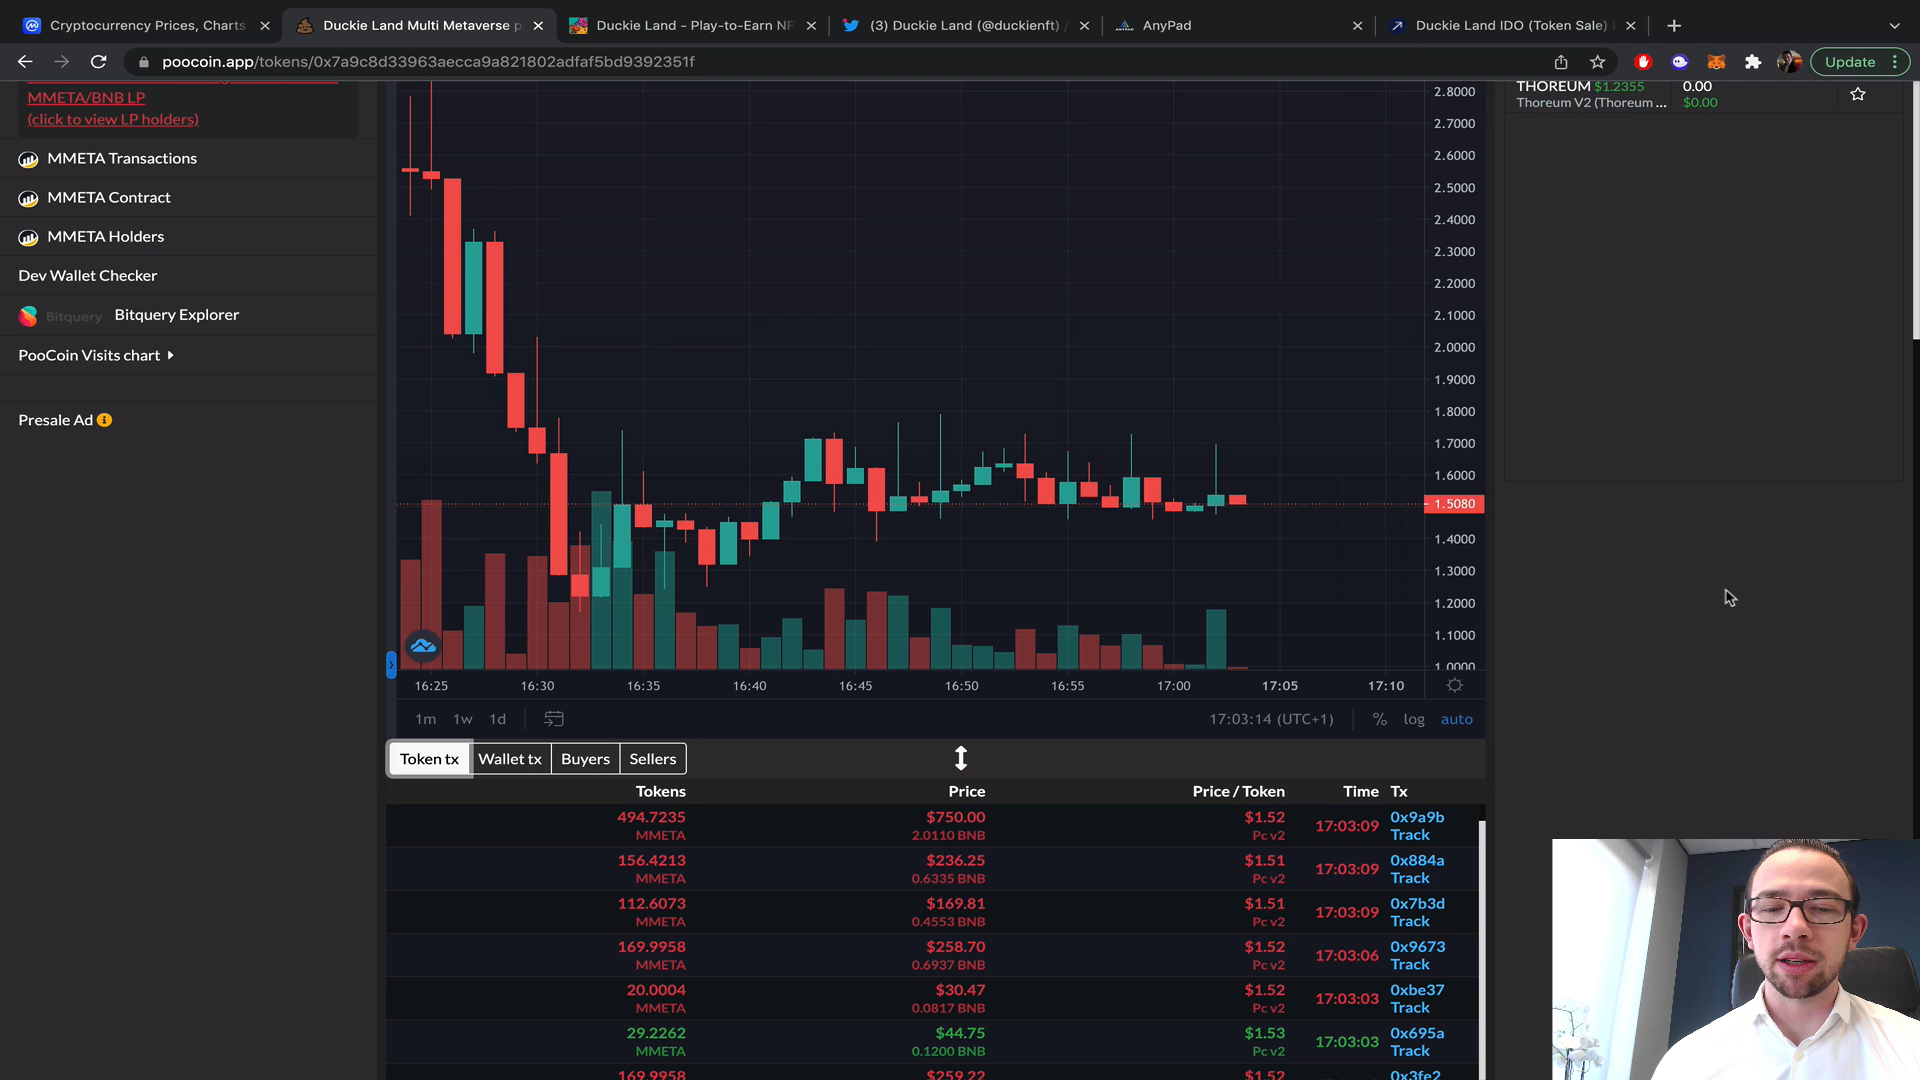 Cryptocurrency Prices, Charts
Duckie Land Multi Metaverse p
Duckie Land - Play-to-Earn NF
(3) Duckie Land (@duckienft) /
AnyPad
Duckie Land IDO (Token Sale)
poocoin.app/tokens/0x7a9c8d33963aecca9a821802adfaf5bd9392351f
Update
MMETA/BNB LP
(click to view LP holders)
MMETA Transactions
MMETA Contract
MMETA Holders
Dev Wallet Checker
Bitquery Bitquery Explorer
PooCoin Visits chart
Presale Ad
2.8000
2.7000
2.6000
2.5000
2.4000
2.3000
2.2000
2.1000
2.0000
1.9000
1.8000
1.7000
1.6000
1.5080
1.4000
1.3000
1.2000
1.1000
1.0000
16:25 16:30 16:35 16:40 16:45 16:50 16:55 17:00 17:05 17:10
1m 1w 1d
17:03:14 (UTC+1) % log auto
Token tx Wallet tx Buyers Sellers
Tokens Price Price / Token Time Tx
494.7235 $750.00 $1.52 17:03:09 0x9a9b
MMETA 2.0110 BNB Pc v2 Track
156.4213 $236.25 $1.51 17:03:09 0x884a
MMETA 0.6335 BNB Pc v2 Track
112.6073 $169.81 $1.51 17:03:09 0x7b3d
MMETA 0.4553 BNB Pc v2 Track
169.9958 $258.70 $1.52 17:03:06 0x9673
MMETA 0.6937 BNB Pc v2 Track
20.0004 $30.47 $1.52 17:03:03 0xbe37
MMETA 0.0817 BNB Pc v2 Track
29.2262 $44.75 $1.53 17:03:03 0x695a
MMETA 0.1200 BNB Pc v2 Track
169.9958 $259.22 $1.52 0x3fe2
THOREUM $1.2355 0.00
Thoreum V2 (Thoreum ... $0.00